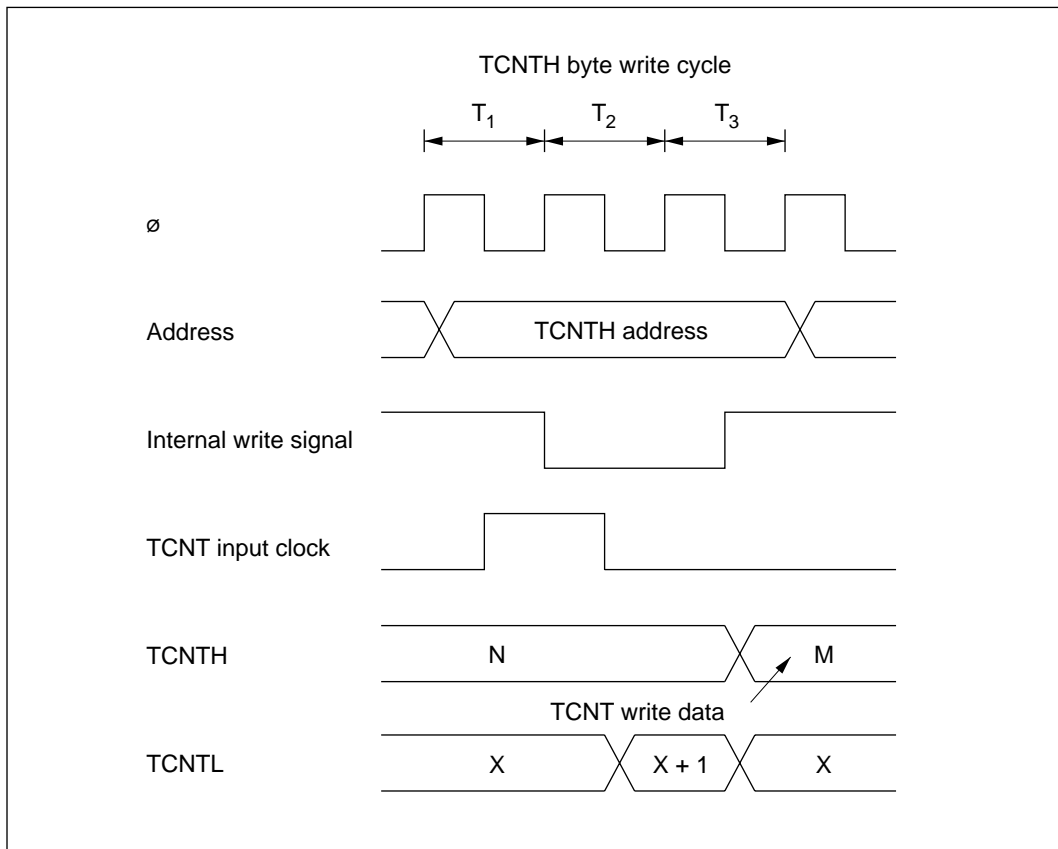 TCNTH byte write cycle
T1 T2 T3
ø
Address TCNTH address
Internal write signal
TCNT input clock
TCNTH N M
TCNT write data
TCNTL X X + 1 X